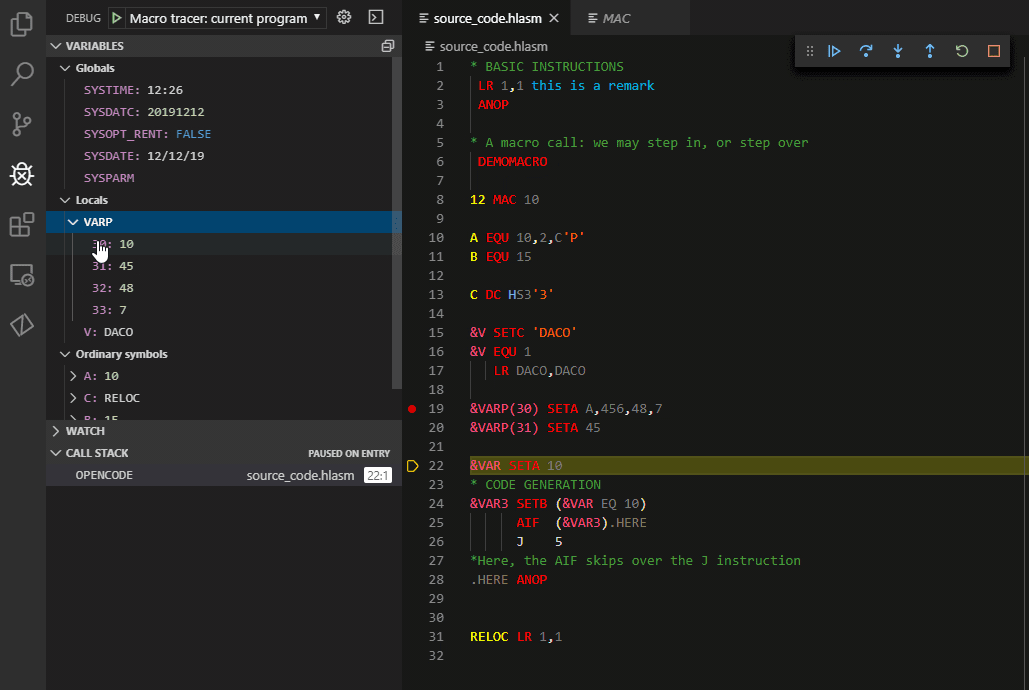 DEBUG Macro tracer: current program
VARIABLES
Globals
SYSTIME: 12:26
SYSDATC: 20191212
SYSOPT_RENT: FALSE
SYSDATE: 12/12/19
SYSPARM
Locals
VARP
30: 10
31: 45
32: 48
33: 7
V: DACO
Ordinary symbols
A: 10
C: RELOC
B: 15
WATCH
CALL STACK PAUSED ON ENTRY
OPENCODE source_code.hlasm 22:1
source_code.hlasm MAC
source_code.hlasm
1 * BASIC INSTRUCTIONS
2 LR 1,1 this is a remark
3 ANOP
4
5 * A macro call: we may step in, or step over
6 DEMOMACRO
7
8 12 MAC 10
9
10 A EQU 10,2,C'P'
11 B EQU 15
12
13 C DC HS3'3'
14
15 &V SETC 'DACO'
16 &V EQU 1
17 LR DACO,DACO
18
19 &VARP(30) SETA A,456,48,7
20 &VARP(31) SETA 45
21
22 &VAR SETA 10
23 * CODE GENERATION
24 &VAR3 SETB (&VAR EQ 10)
25 AIF (&VAR3).HERE
26 J 5
27 *Here, the AIF skips over the J instruction
28 .HERE ANOP
29
30
31 RELOC LR 1,1
32